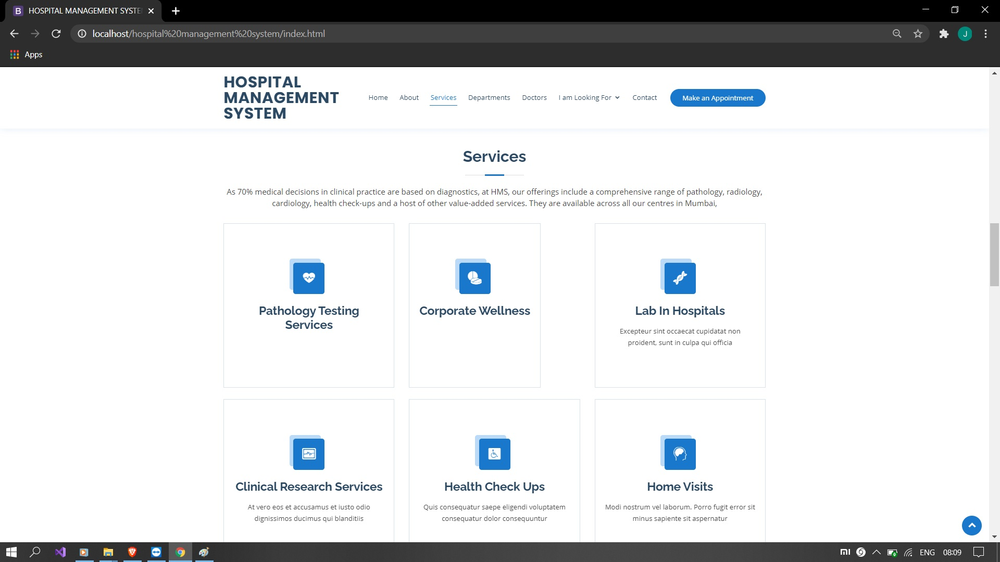 HOSPITAL MANAGEMENT SYSTE
localhost/hospital%20management%20system/index.html
J
Apps
HOSPITAL
MANAGEMENT
SYSTEM
Home About Services Departments Doctors I am Looking For Contact Make an Appointment
Services
As 70% medical decisions in clinical practice are based on diagnostics, at HMS, our offerings include a comprehensive range of pathology, radiology,
cardiology, health check-ups and a host of other value-added services. They are available across all our centres in Mumbai,
Pathology Testing
Services
Corporate Wellness
Lab In Hospitals
Excepteur sint occaecat cupidatat non
proident, sunt in culpa qui officia
Clinical Research Services
At vero eos et accusamus et iusto odio
dignissimos ducimus qui blanditiis
Health Check Ups
Quis consequatur saepe eligendi voluptatem
consequatur dolor consequuntur
Home Visits
Modi nostrum vel laborum. Porro fugit error sit
minus sapiente sit aspernatur
ENG 08:09